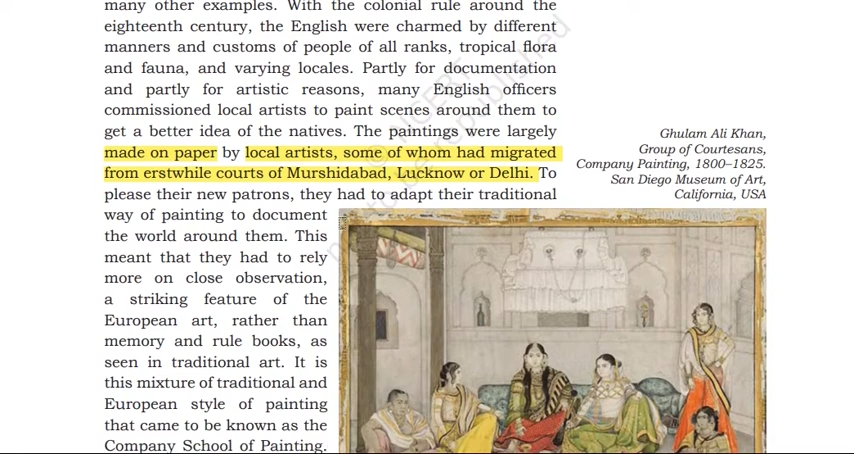 many other examples. With the colonial rule around the
eighteenth century, the English were charmed by different
manners and customs of people of all ranks, tropical flora
and fauna, and varying locales. Partly for documentation
and partly for artistic reasons, many English officers
commissioned local artists to paint scenes around them to
get a better idea of the natives. The paintings were largely
made on paper by local artists, some of whom had migrated
from erstwhile courts of Murshidabad, Lucknow or Delhi. To
please their new patrons, they had to adapt their traditional
way of painting to document
the world around them. This
meant that they had to rely
more on close observation,
a striking feature of the
European art, rather than
memory and rule books, as
seen in traditional art. It is
this mixture of traditional and
European style of painting
that came to be known as the
Company School of Painting.
Ghulam Ali Khan,
Group of Courtesans,
Company Painting, 1800–1825.
San Diego Museum of Art,
California, USA
© NCERT
not to be republished